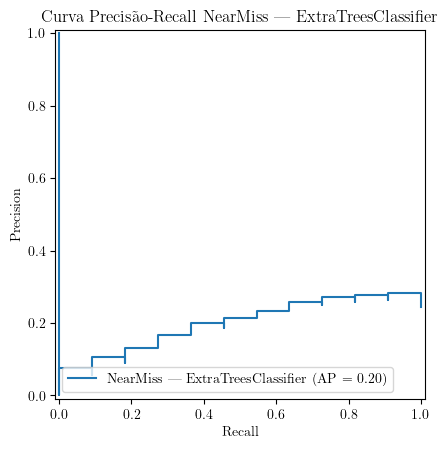 Curva Precisão-Recall NearMiss — ExtraTreesClassifier
1.0
0.8
0.6
0.4
0.2
0.0
Precision
NearMiss — ExtraTreesClassifier (AP = 0.20)
0.0 0.2 0.4 0.6 0.8 1.0
Recall